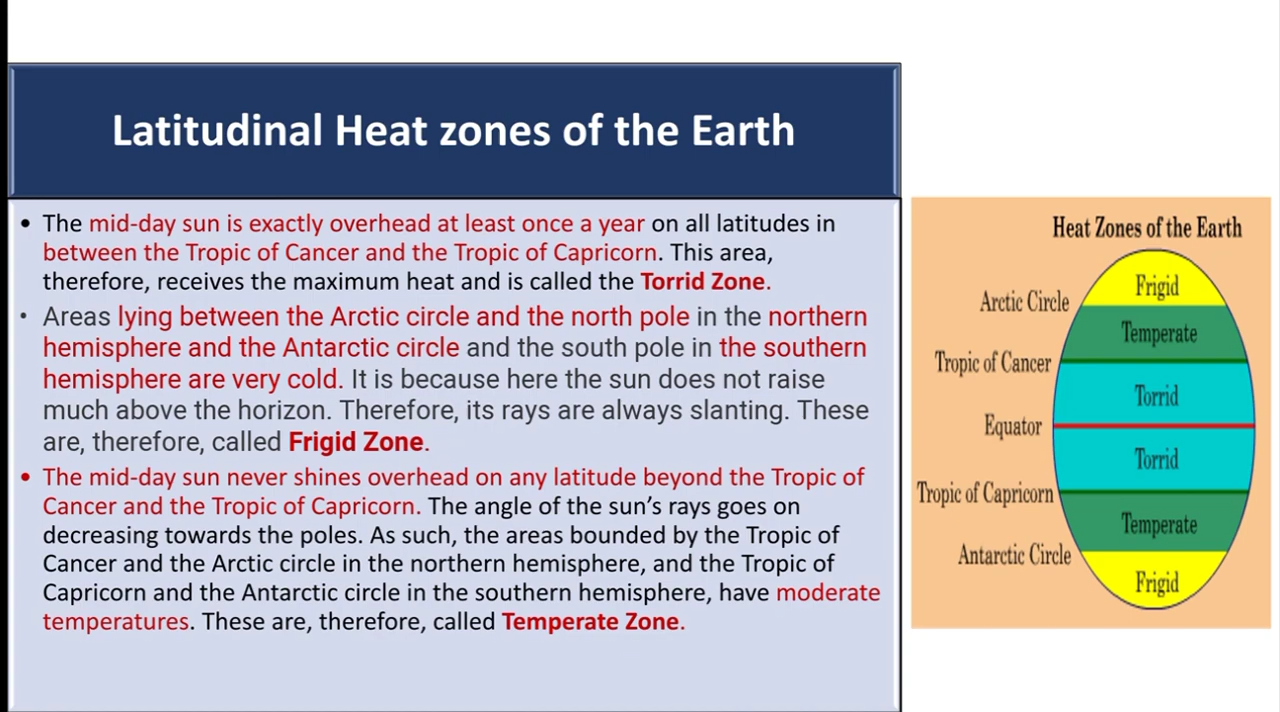 Latitudinal Heat zones of the Earth
• The mid-day sun is exactly overhead at least once a year on all latitudes in
between the Tropic of Cancer and the Tropic of Capricorn. This area,
therefore, receives the maximum heat and is called the Torrid Zone.
• Areas lying between the Arctic circle and the north pole in the northern
hemisphere and the Antarctic circle and the south pole in the southern
hemisphere are very cold. It is because here the sun does not raise
much above the horizon. Therefore, its rays are always slanting. These
are, therefore, called Frigid Zone.
• The mid-day sun never shines overhead on any latitude beyond the Tropic of
Cancer and the Tropic of Capricorn. The angle of the sun’s rays goes on
decreasing towards the poles. As such, the areas bounded by the Tropic of
Cancer and the Arctic circle in the northern hemisphere, and the Tropic of
Capricorn and the Antarctic circle in the southern hemisphere, have moderate
temperatures. These are, therefore, called Temperate Zone.
Heat Zones of the Earth
Frigid
Arctic Circle
Temperate
Tropic of Cancer
Torrid
Equator
Torrid
Tropic of Capricorn
Temperate
Antarctic Circle
Frigid